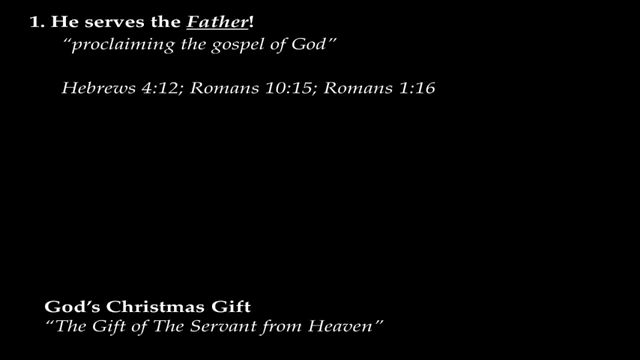 1. He serves the Father!
“proclaiming the gospel of God”
Hebrews 4:12; Romans 10:15; Romans 1:16
God’s Christmas Gift
“The Gift of The Servant from Heaven”